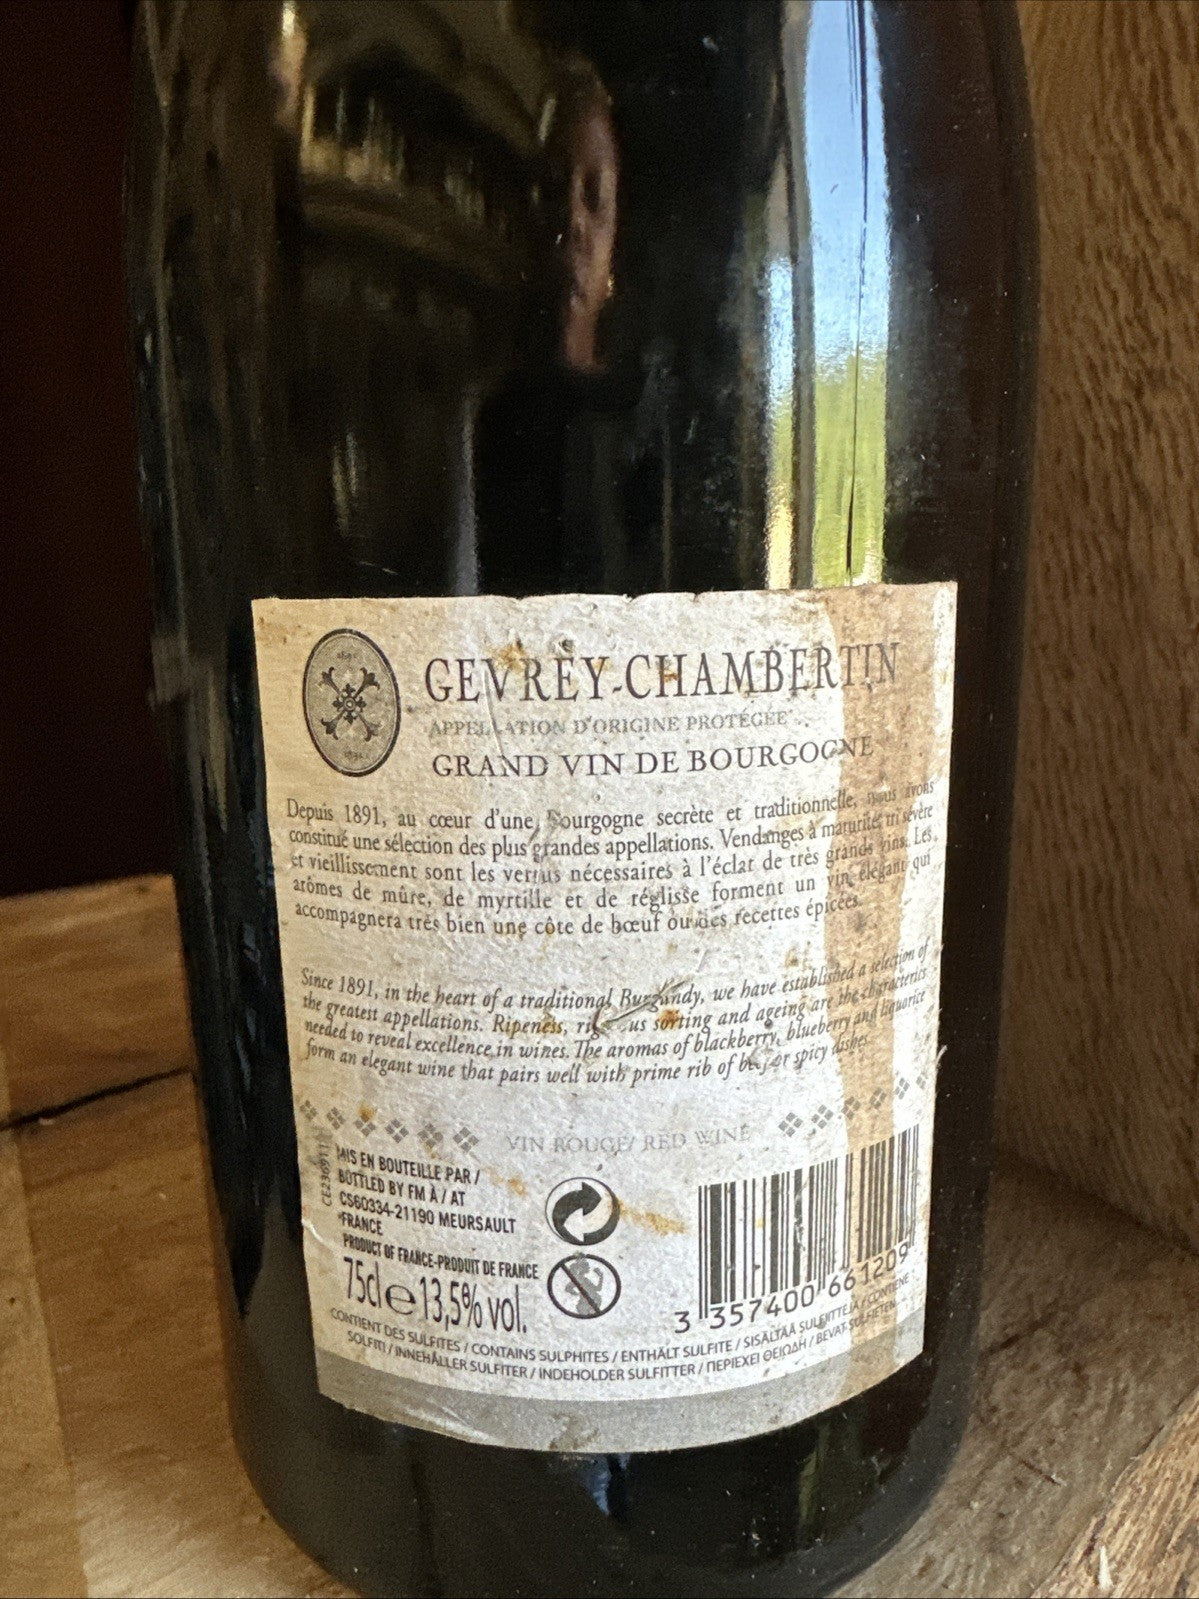 1891
1891
GEVREY-CHAMBERTIN
APPELLATION D'ORIGINE PROTÉGÉE
GRAND VIN DE BOURGOGNE
Depuis 1891, au cœur d'une Bourgogne secrète et traditionnelle, nous avons
constitué une sélection des plus grandes appellations. Vendanges à maturité, tri sévère
et vieillissement sont les vertus nécessaires à l'éclat de très grands vins. Les
arômes de mûre, de myrtille et de réglisse forment un vin élégant qui
accompagnera très bien une côte de bœuf ou des recettes épicées.
Since 1891, in the heart of a traditional Burgundy, we have established a selection of
the greatest appellations. Ripeness, rigorous sorting and ageing are the characteristics
needed to reveal excellence in wines. The aromas of blackberry, blueberry and liquorice
form an elegant wine that pairs well with prime rib of beef or spicy dishes.
VIN ROUGE/ RED WINE
MIS EN BOUTEILLE PAR /
BOTTLED BY FM À / AT
CS60334-21190 MEURSAULT
FRANCE
PRODUCT OF FRANCE-PRODUIT DE FRANCE
75cl e 13,5% vol.
3 357400 661209
CONTIENT DES SULFITES / CONTAINS SULPHITES / ENTHÄLT SULFITE / SISÄLTÄÄ SULFIITTEJA / CONTIENE
SOLFITI / INNEHÅLLER SULFITER / INDEHOLDER SULFITTER / ΠΕΡΙΕΧΕΙ ΘΕΙΩΔΗ / BEVAT SULFIETEN